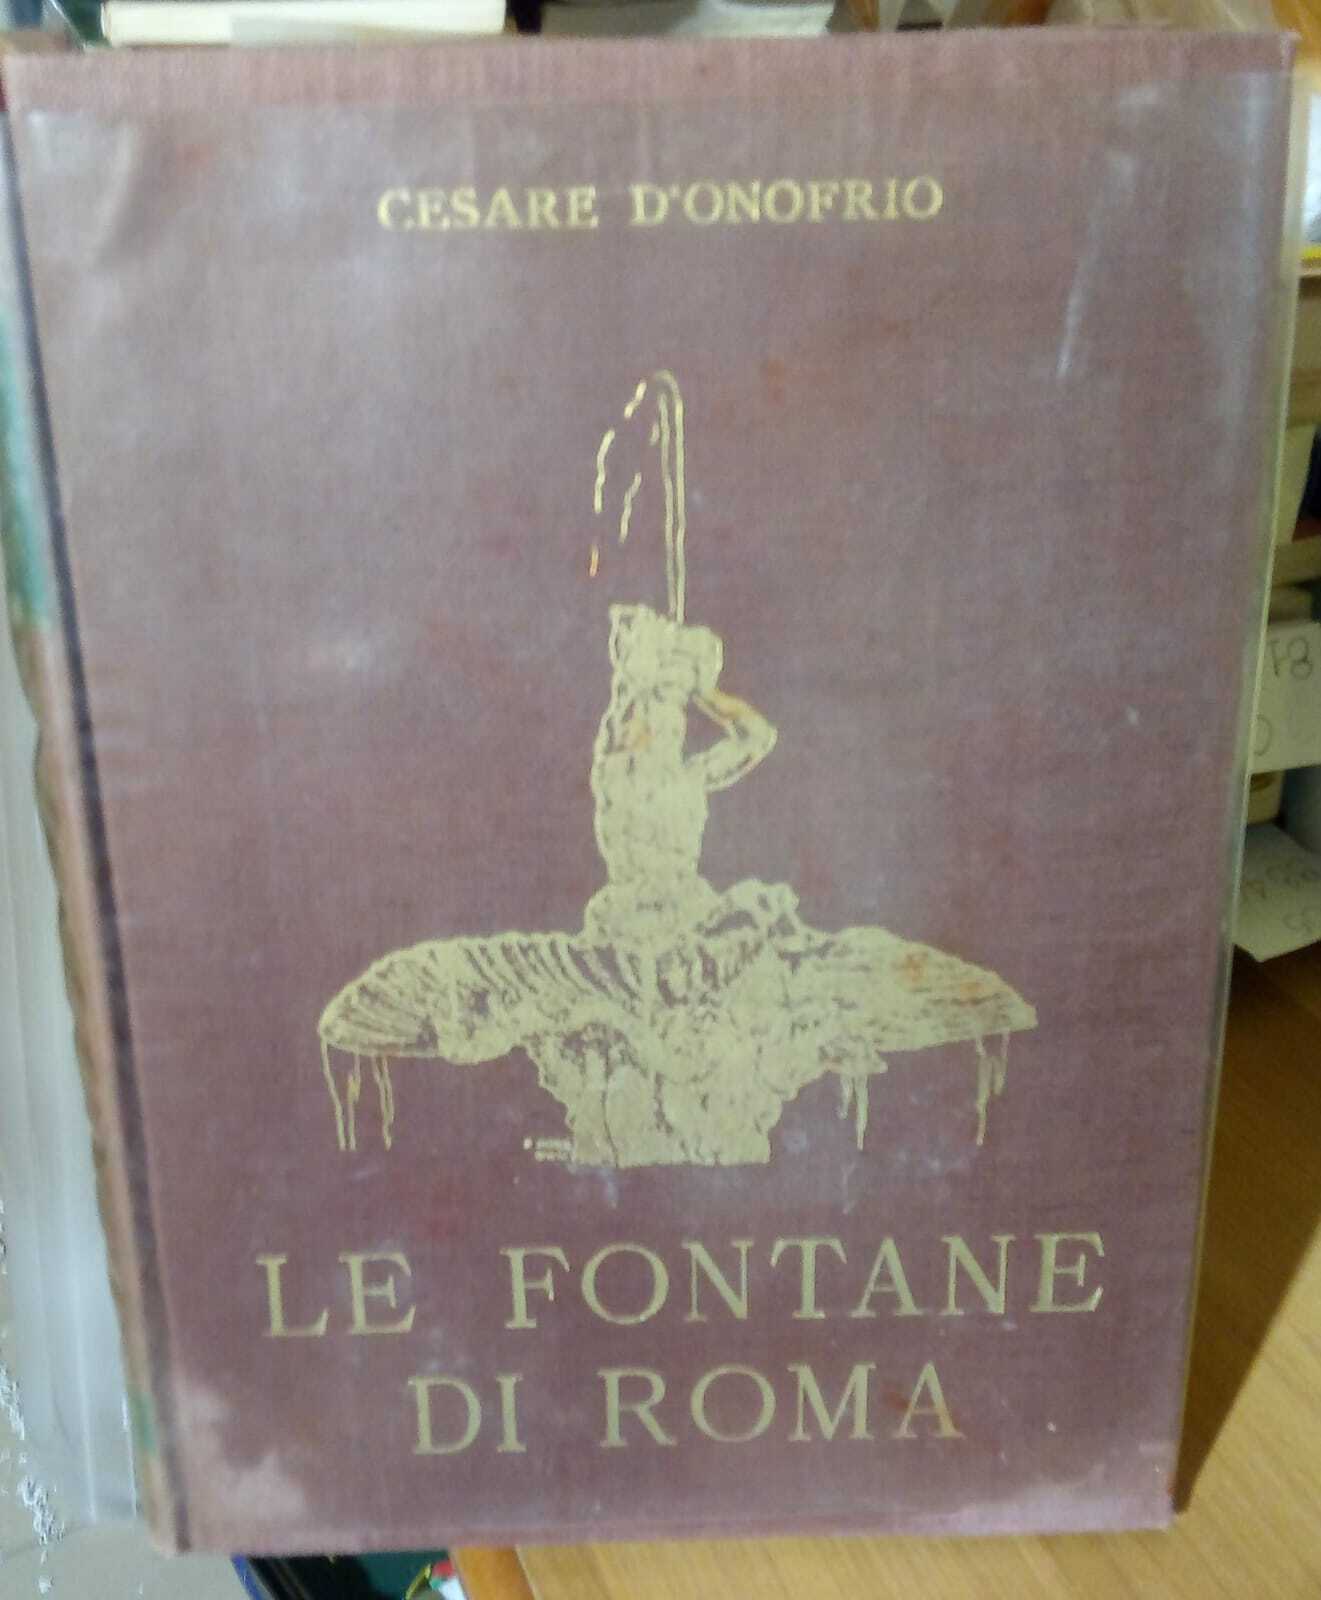 CESARE D'ONOFRIO
LE FONTANE
DI ROMA